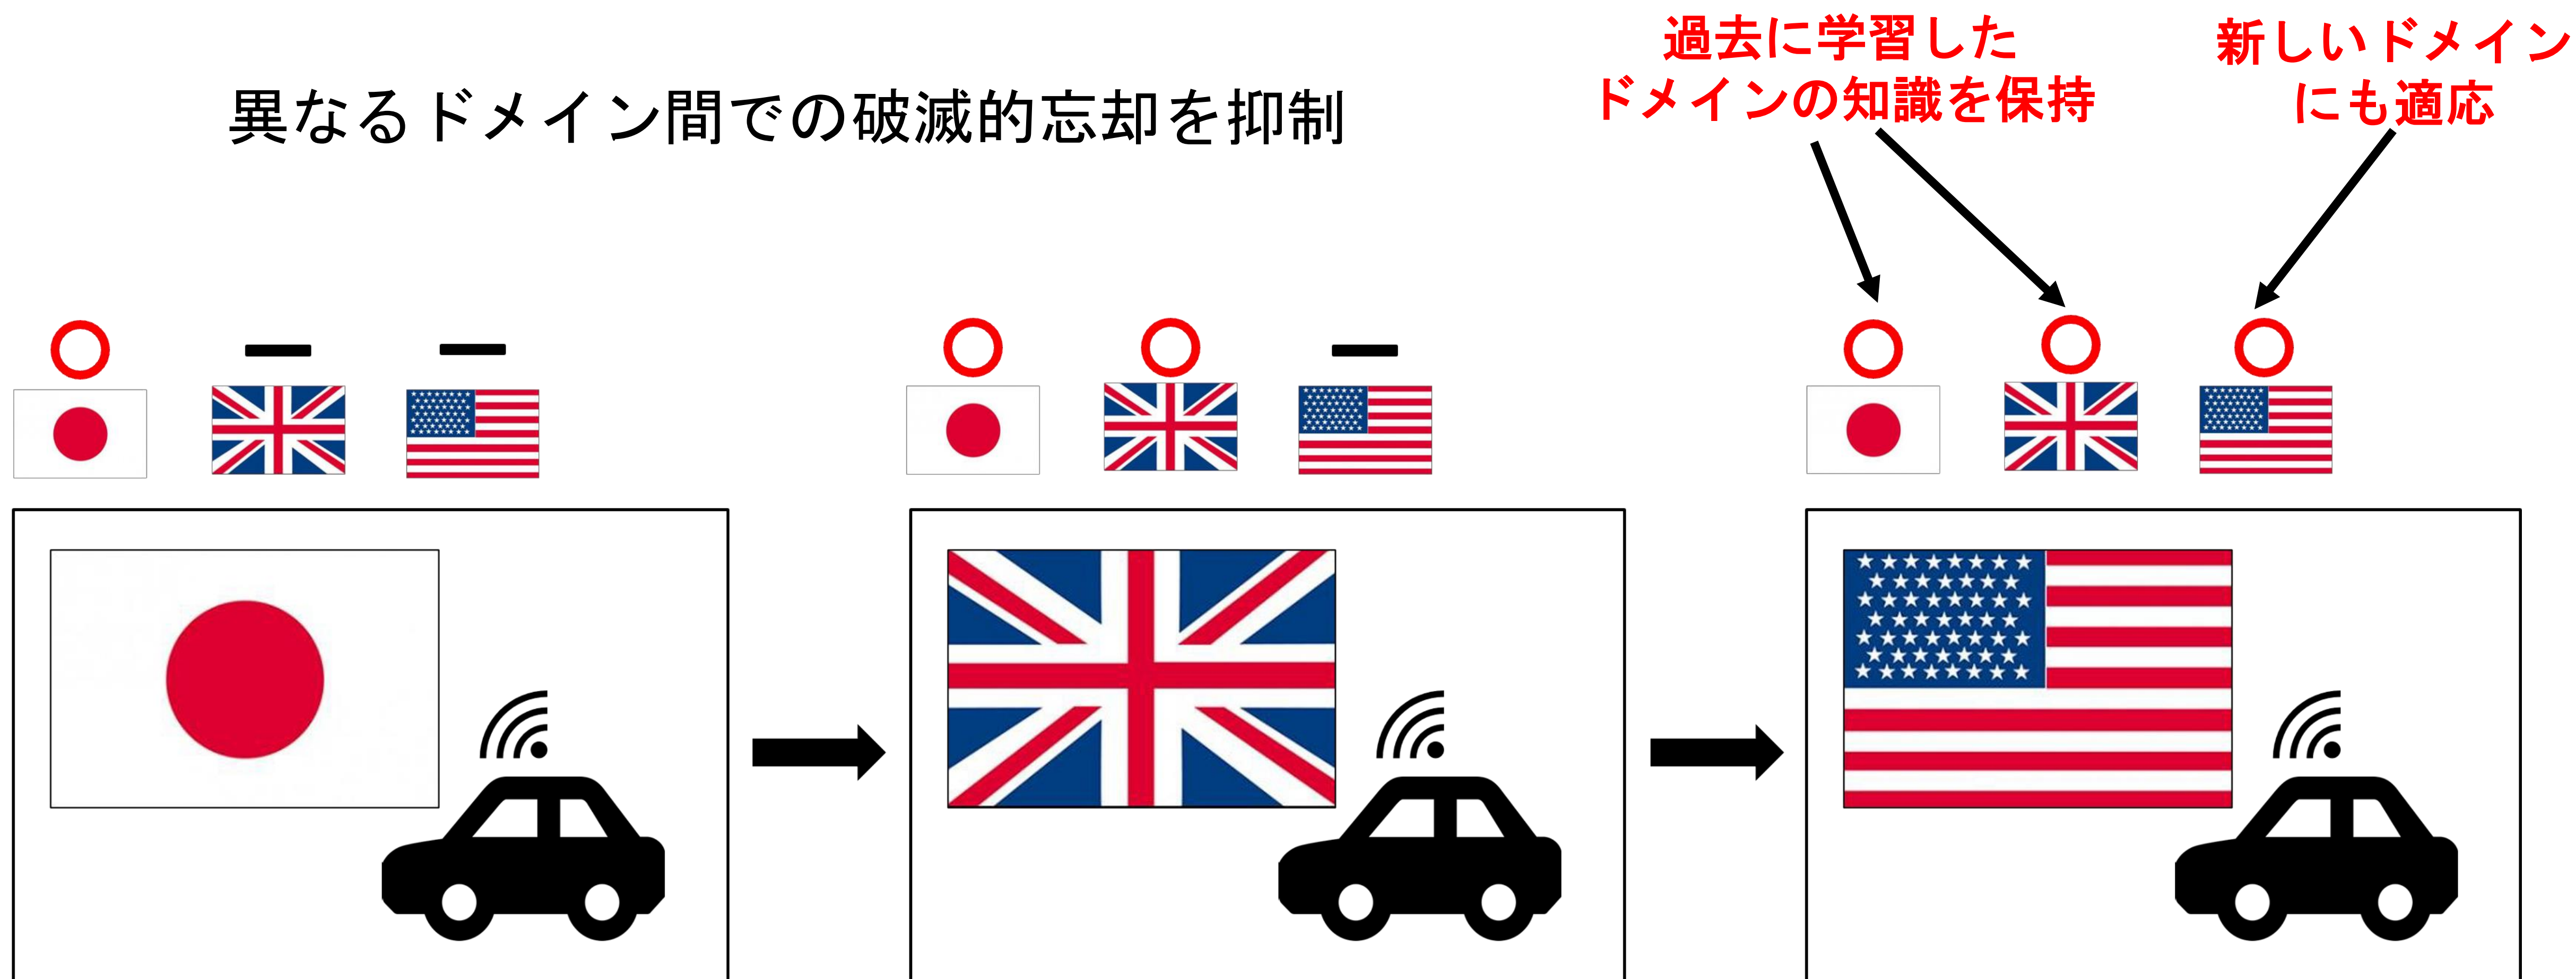 異なるドメイン間での破滅的忘却を抑制
過去に学習した
ドメインの知識を保持
新しいドメイン
にも適応